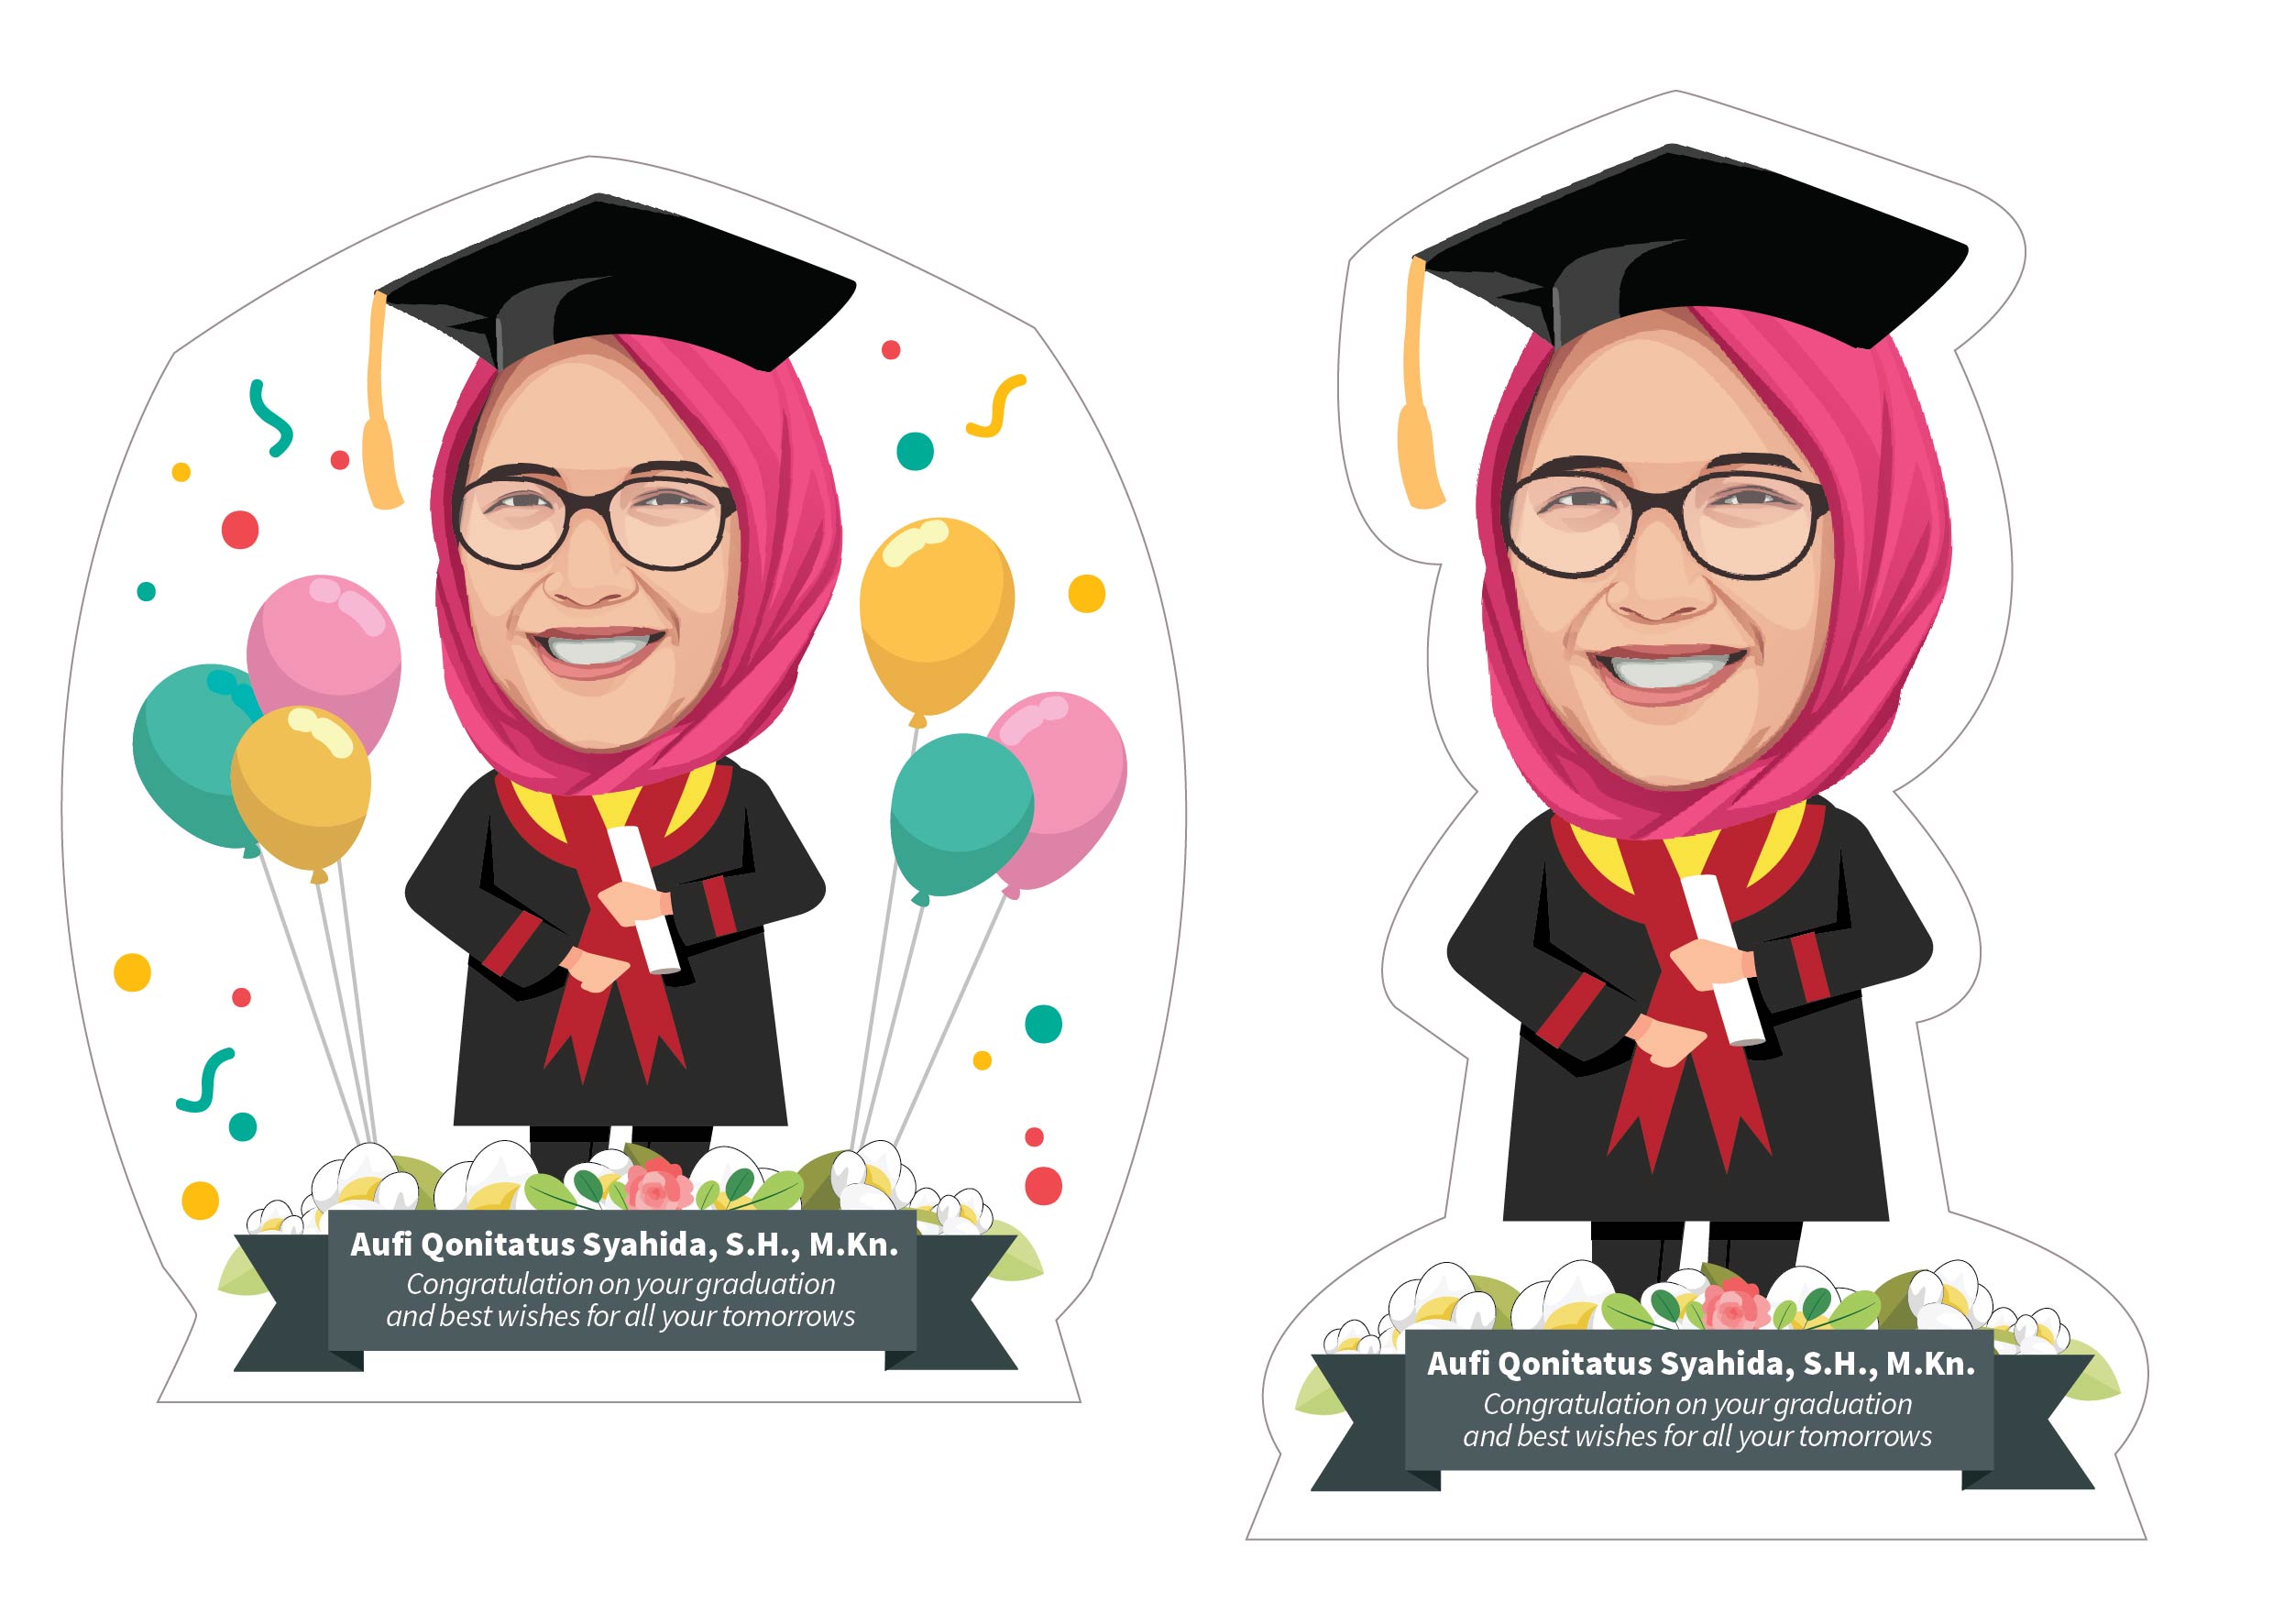 Aufi Qonitatus Syahida, S.H., M.Kn.
Congratulation on your graduation
and best wishes for all your tomorrows
Aufi Qonitatus Syahida, S.H., M.Kn.
Congratulation on your graduation
and best wishes for all your tomorrows